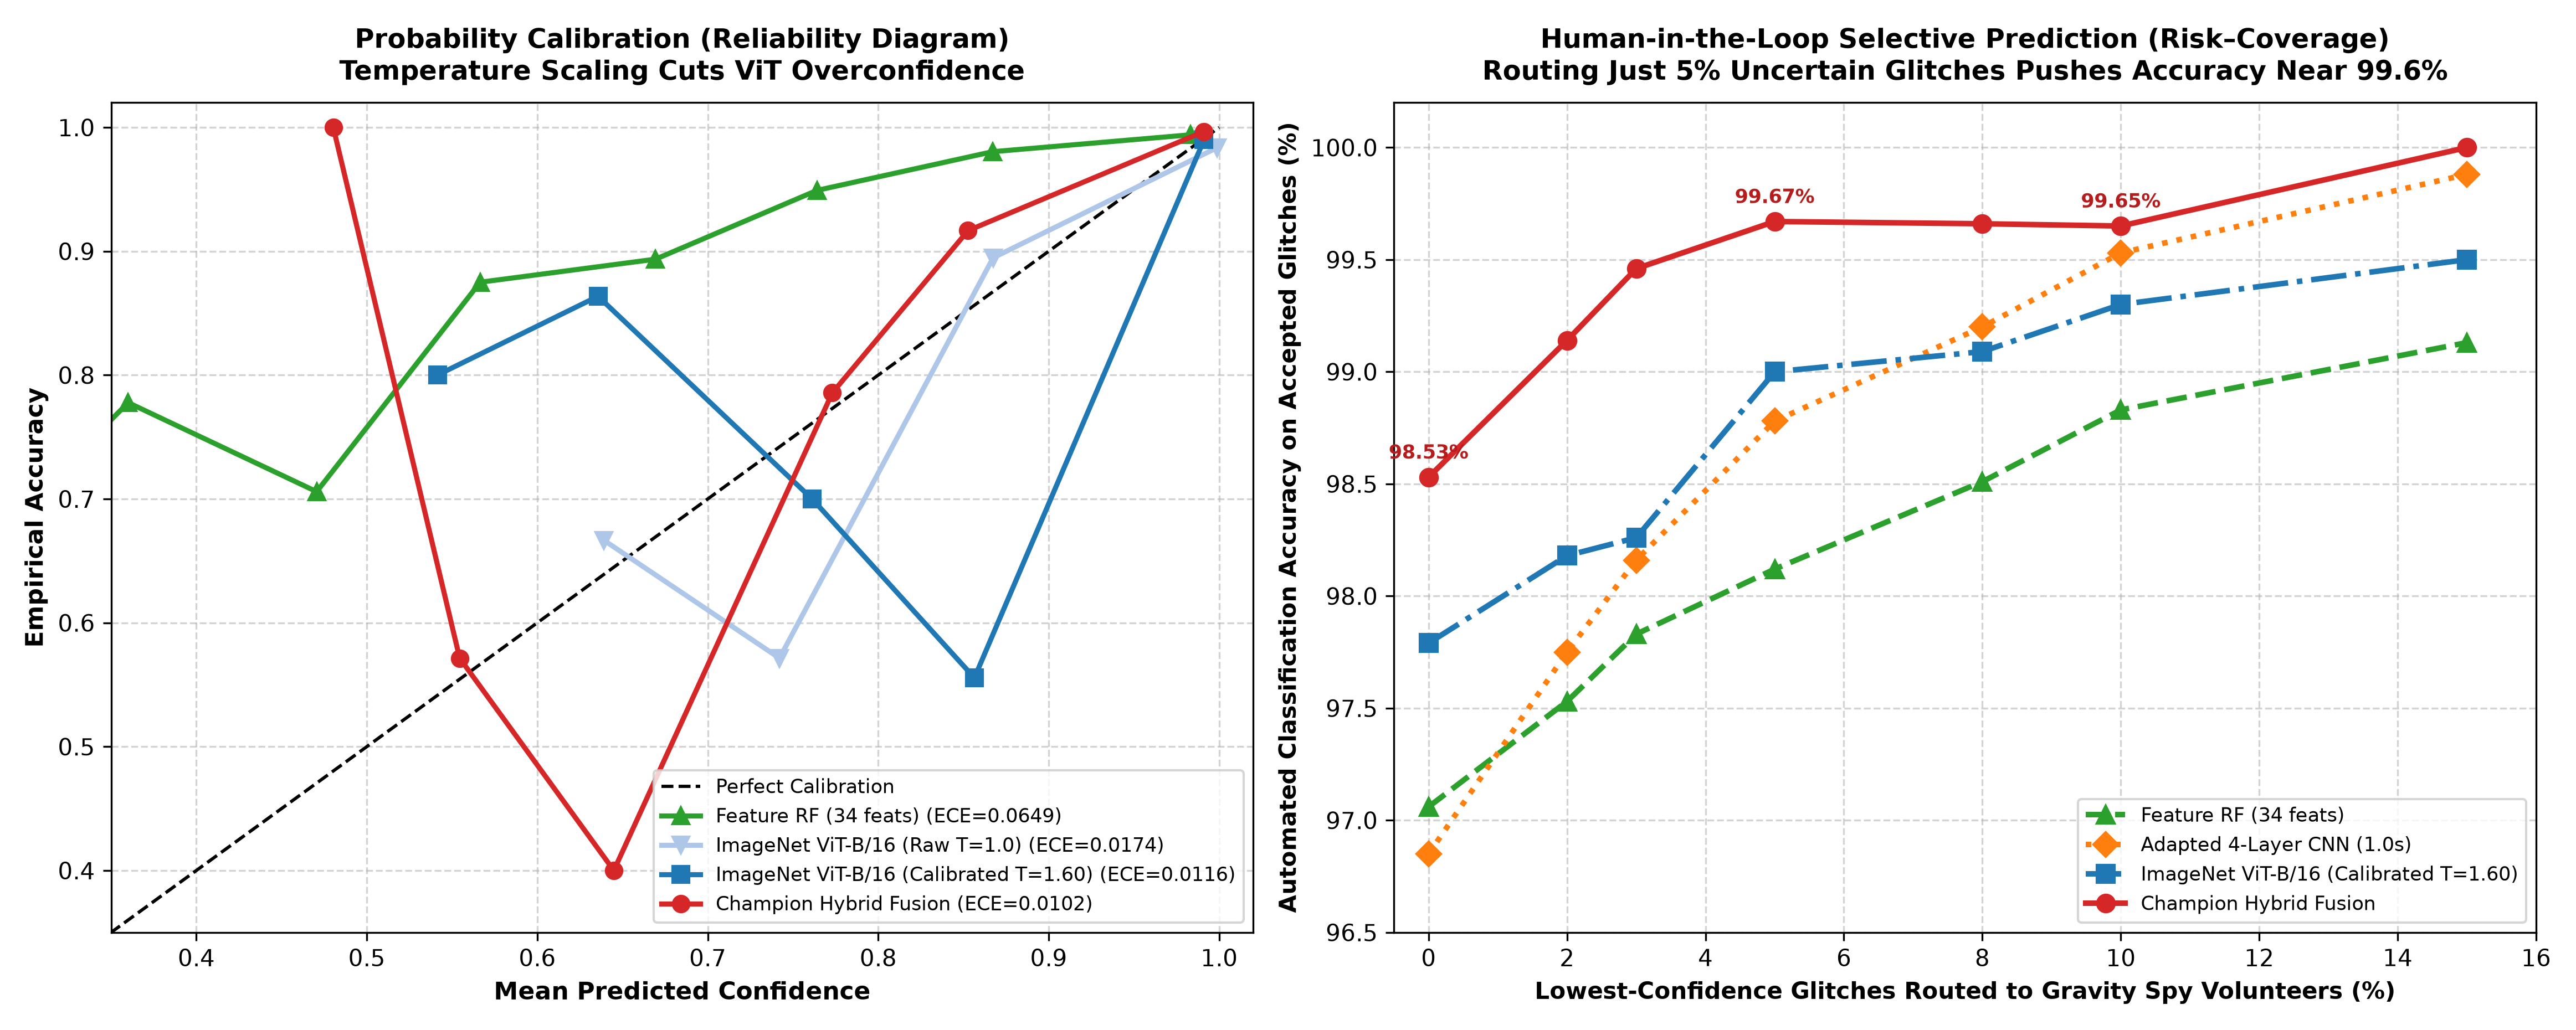 Probability Calibration (Reliability Diagram)
Temperature Scaling Cuts ViT Overconfidence
Empirical Accuracy
1.0
0.9
0.8
0.7
0.6
0.5
0.4
0.4 0.5 0.6 0.7 0.8 0.9 1.0
Mean Predicted Confidence
Perfect Calibration
Feature RF (34 feats) (ECE=0.0649)
ImageNet ViT-B/16 (Raw T=1.0) (ECE=0.0174)
ImageNet ViT-B/16 (Calibrated T=1.60) (ECE=0.0116)
Champion Hybrid Fusion (ECE=0.0102)
Human-in-the-Loop Selective Prediction (Risk–Coverage)
Routing Just 5% Uncertain Glitches Pushes Accuracy Near 99.6%
Automated Classification Accuracy on Accepted Glitches (%)
100.0
99.5
99.0
98.5
98.0
97.5
97.0
96.5
98.53%
99.67%
99.65%
0 2 4 6 8 10 12 14 16
Lowest-Confidence Glitches Routed to Gravity Spy Volunteers (%)
Feature RF (34 feats)
Adapted 4-Layer CNN (1.0s)
ImageNet ViT-B/16 (Calibrated T=1.60)
Champion Hybrid Fusion